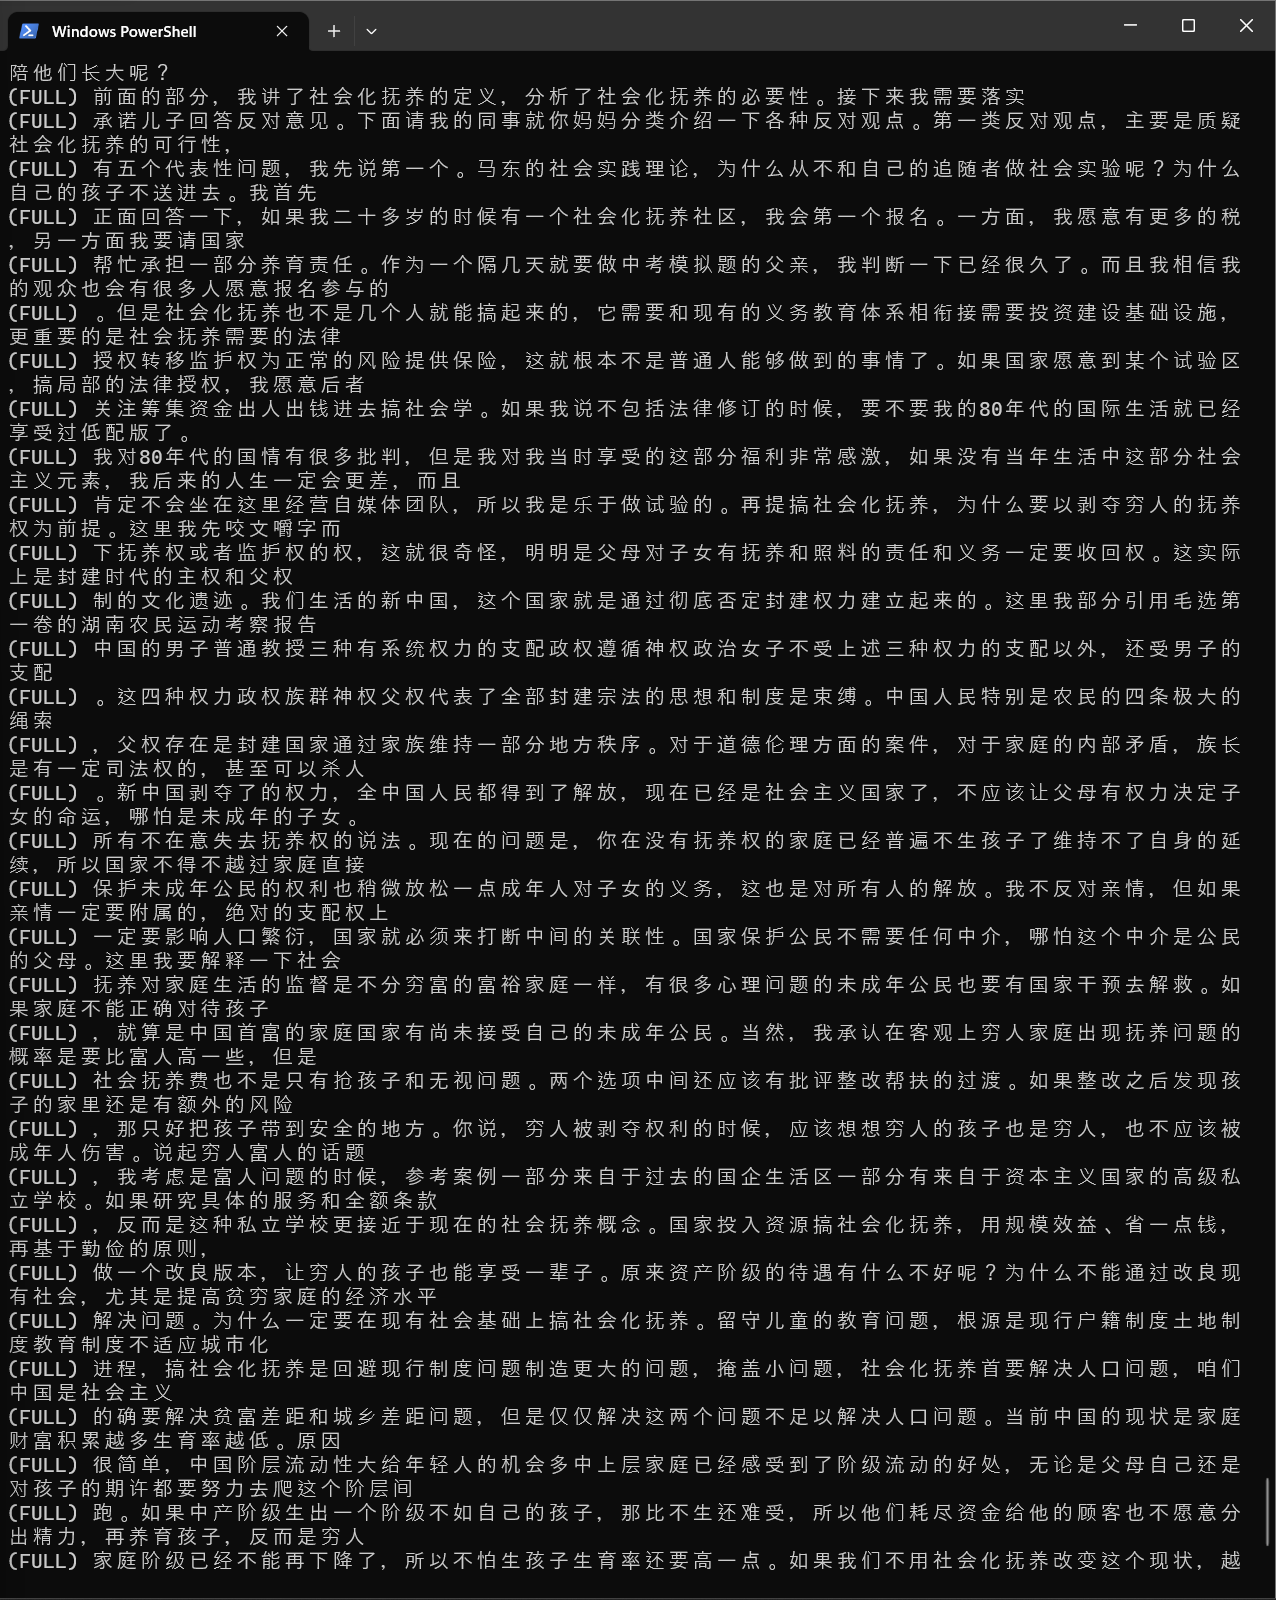 Windows PowerShell
陪他们长大呢？
(FULL) 前面的部分，我讲了社会化抚养的定义，分析了社会化抚养的必要性。接下来我需要落实
(FULL) 承诺儿子回答反对意见。下面请我的同事就你妈妈分类介绍一下各种反对观点。第一类反对观点，主要是质疑
社会化抚养的可行性，
(FULL) 有五个代表性问题，我先说第一个。马东的社会实践理论，为什么从不和自己的追随者做社会实验呢？为什么
自己的孩子不送进去。我首先
(FULL) 正面回答一下，如果我二十多岁的时候有一个社会化抚养社区，我会第一个报名。一方面，我愿意有更多的税
，另一方面我要请国家
(FULL) 帮忙承担一部分养育责任。作为一个隔几天就要做中考模拟题的父亲，我判断一下已经很久了。而且我相信我
的观众也会有很多人愿意报名参与的
(FULL) 。但是社会化抚养也不是几个人就能搞起来的，它需要和现有的义务教育体系相衔接需要投资建设基础设施，
更重要的是社会抚养需要的法律
(FULL) 授权转移监护权为正常的风险提供保险，这就根本不是普通人能够做到的事情了。如果国家愿意到某个试验区
，搞局部的法律授权，我愿意后者
(FULL) 关注筹集资金出人出钱进去搞社会学。如果我说不包括法律修订的时候，要不要我的80年代的国际生活就已经
享受过低配版了。
(FULL) 我对80年代的国情有很多批判，但是我对我当时享受的这部分福利非常感激，如果没有当年生活中这部分社会
主义元素，我后来的人生一定会更差，而且
(FULL) 肯定不会坐在这里经营自媒体团队，所以我是乐于做试验的。再提搞社会化抚养，为什么要以剥夺穷人的抚养
权为前提。这里我先咬文嚼字而
(FULL) 下抚养权或者监护权的权，这就很奇怪，明明是父母对子女有抚养和照料的责任和义务一定要收回权。这实际
上是封建时代的主权和父权
(FULL) 制的文化遗迹。我们生活的新中国，这个国家就是通过彻底否定封建权力建立起来的。这里我部分引用毛选第
一卷的湖南农民运动考察报告
(FULL) 中国的男子普通教授三种有系统权力的支配政权遵循神权政治女子不受上述三种权力的支配以外，还受男子的
支配
(FULL) 。这四种权力政权族群神权父权代表了全部封建宗法的思想和制度是束缚。中国人民特别是农民的四条极大的
绳索
(FULL) ，父权存在是封建国家通过家族维持一部分地方秩序。对于道德伦理方面的案件，对于家庭的内部矛盾，族长
是有一定司法权的，甚至可以杀人
(FULL) 。新中国剥夺了的权力，全中国人民都得到了解放，现在已经是社会主义国家了，不应该让父母有权力决定子
女的命运，哪怕是未成年的子女。
(FULL) 所有不在意失去抚养权的说法。现在的问题是，你在没有抚养权的家庭已经普遍不生孩子了维持不了自身的延
续，所以国家不得不越过家庭直接
(FULL) 保护未成年公民的权利也稍微放松一点成年人对子女的义务，这也是对所有人的解放。我不反对亲情，但如果
亲情一定要附属的，绝对的支配权上
(FULL) 一定要影响人口繁衍，国家就必须来打断中间的关联性。国家保护公民不需要任何中介，哪怕这个中介是公民
的父母。这里我要解释一下社会
(FULL) 抚养对家庭生活的监督是不分穷富的富裕家庭一样，有很多心理问题的未成年公民也要有国家干预去解救。如
果家庭不能正确对待孩子
(FULL) ，就算是中国首富的家庭国家有尚未接受自己的未成年公民。当然，我承认在客观上穷人家庭出现抚养问题的
概率是要比富人高一些，但是
(FULL) 社会抚养费也不是只有抢孩子和无视问题。两个选项中间还应该有批评整改帮扶的过渡。如果整改之后发现孩
子的家里还是有额外的风险
(FULL) ，那只好把孩子带到安全的地方。你说，穷人被剥夺权利的时候，应该想想穷人的孩子也是穷人，也不应该被
成年人伤害。说起穷人富人的话题
(FULL) ，我考虑是富人问题的时候，参考案例一部分来自于过去的国企生活区一部分有来自于资本主义国家的高级私
立学校。如果研究具体的服务和全额条款
(FULL) ，反而是这种私立学校更接近于现在的社会抚养概念。国家投入资源搞社会化抚养，用规模效益、省一点钱，
再基于勤俭的原则，
(FULL) 做一个改良版本，让穷人的孩子也能享受一辈子。原来资产阶级的待遇有什么不好呢？为什么不能通过改良现
有社会，尤其是提高贫穷家庭的经济水平
(FULL) 解决问题。为什么一定要在现有社会基础上搞社会化抚养。留守儿童的教育问题，根源是现行户籍制度土地制
度教育制度不适应城市化
(FULL) 进程，搞社会化抚养是回避现行制度问题制造更大的问题，掩盖小问题，社会化抚养首要解决人口问题，咱们
中国是社会主义
(FULL) 的确要解决贫富差距和城乡差距问题，但是仅仅解决这两个问题不足以解决人口问题。当前中国的现状是家庭
财富积累越多生育率越低。原因
(FULL) 很简单，中国阶层流动性大给年轻人的机会多中上层家庭已经感受到了阶级流动的好处，无论是父母自己还是
对孩子的期许都要努力去爬这个阶层间
(FULL) 跑。如果中产阶级生出一个阶级不如自己的孩子，那比不生还难受，所以他们耗尽资金给他的顾客也不愿意分
出精力，再养育孩子，反而是穷人
(FULL) 家庭阶级已经不能再下降了，所以不怕生孩子生育率还要高一点。如果我们不用社会化抚养改变这个现状，越